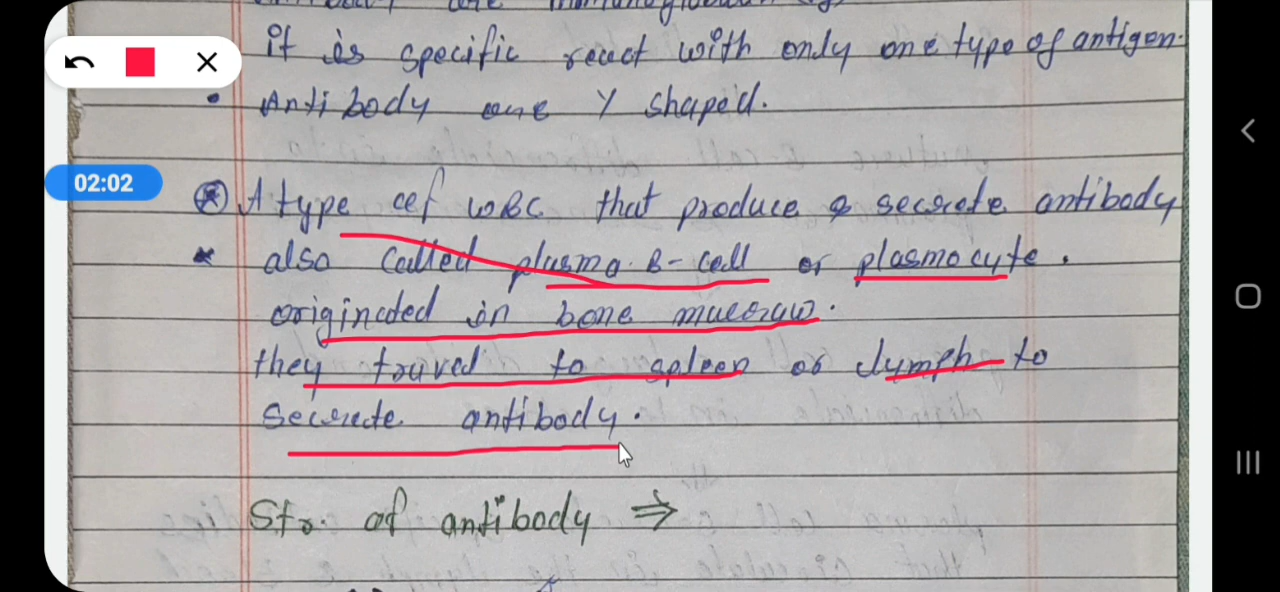 it is specific react with only one type of antigen.
• Antibody are Y shaped.
02:02
A type of WBC that produce & secrete antibody
* also called plasma B-cell or plasmocyte.
originated in bone marrow.
they travel to spleen or lymph to
secrete antibody.
Str. of antibody ⇒